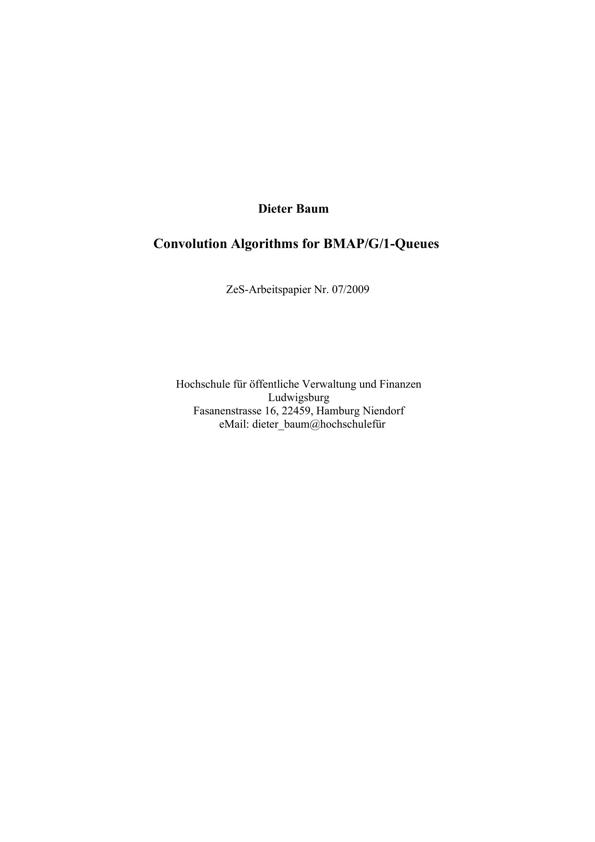 Dieter Baum
Convolution Algorithms for BMAP/G/1-Queues
ZeS-Arbeitspapier Nr. 07/2009
Hochschule für öffentliche Verwaltung und Finanzen
Ludwigsburg
Fasanenstrasse 16, 22459, Hamburg Niendorf
eMail: dieter_baum@hochschulefür